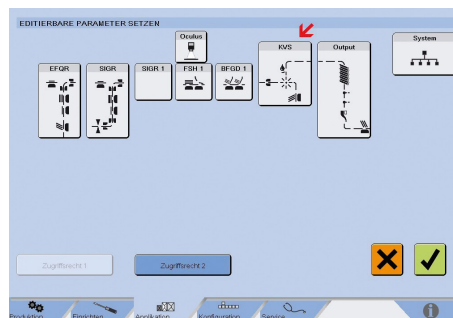 EDITIERBARE PARAMETER SETZEN
Oculus
KVS
Output
System
EFQR
SIGR
SIGR 1
FSH 1
BFGD 1
Zugriffsrecht 1
Zugriffsrecht 2
Produktion
Einrichten
Applikation
Konfiguration
Service